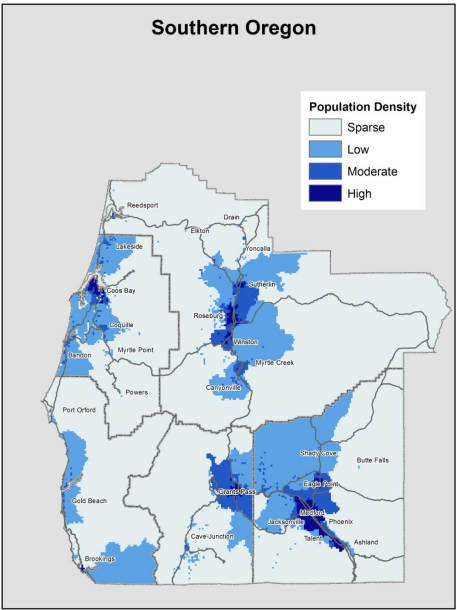 Southern Oregon
Population Density
Sparse
Low
Moderate
High
Reedsport
Drain
Elkton
Yoncalla
Lakeside
Sutherlin
Coos Bay
Roseburg
Coquille
Winston
Myrtle Point
Bandon
Myrtle Creek
Powers
Canyonville
Port Orford
Shady Cove
Butte Falls
Eagle Point
Grants Pass
Gold Beach
Medford
Jacksonville
Phoenix
Cave Junction
Talent
Ashland
Brookings